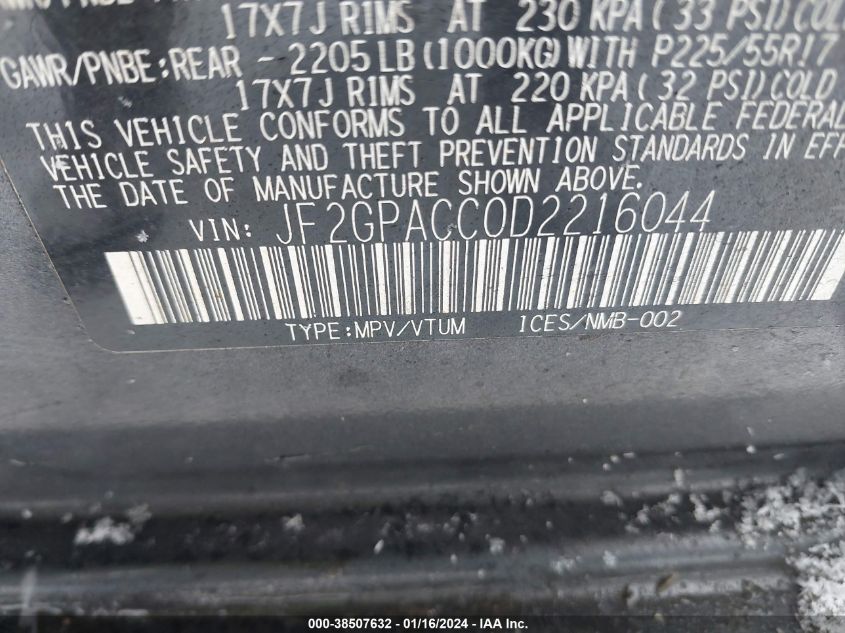 17X7J RIMS AT 230 KPA(33 PSI)COLD
GAWR/PNBE:REAR - 2205LB(1000KG)WITH P225/55R17
17X7J RIMS AT 220 KPA(32 PSI)COLD
THIS VEHICLE CONFORMS TO ALL APPLICABLE FEDERAL
VEHICLE SAFETY AND THEFT PREVENTION STANDARDS IN EFF
THE DATE OF MANUFACTURE SHOWN ABOVE.
VIN: JF2GPACC0D2216044
TYPE:MPV/VTUM ICES/NMB-002
000-38507632 - 01/16/2024 - IAA Inc.